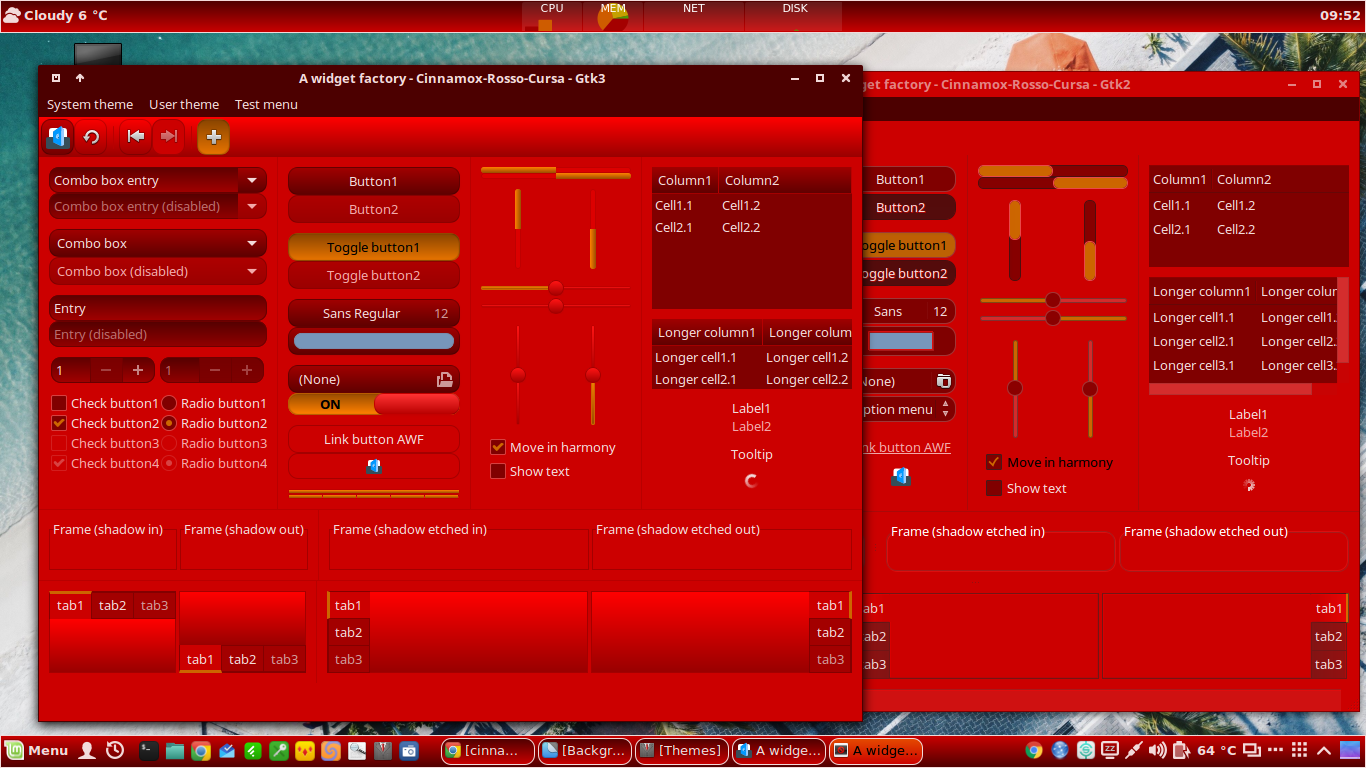 Cloudy 6 °C
CPU
MEM
NET
DISK
09:52
A widget factory - Cinnamox-Rosso-Cursa - Gtk3
System theme User theme Test menu
Combo box entry
Combo box entry (disabled)
Combo box
Combo box (disabled)
Entry
Entry (disabled)
1
1
Check button1 Radio button1
Check button2 Radio button2
Check button3 Radio button3
Check button4 Radio button4
Button1
Button2
Toggle button1
Toggle button2
Sans Regular 12
(None)
ON
Link button AWF
Move in harmony
Show text
Column1 Column2
Cell1.1 Cell1.2
Cell2.1 Cell2.2
Longer column1 Longer colum
Longer cell1.1 Longer cell1.2
Longer cell2.1 Longer cell2.2
Label1
Label2
Tooltip
Frame (shadow in) Frame (shadow out) Frame (shadow etched in) Frame (shadow etched out)
tab1 tab2 tab3
tab1 tab2 tab3
tab1
tab2
tab3
tab1
tab2
tab3
get factory - Cinnamox-Rosso-Cursa - Gtk2
Button1
Button2
oggle button1
oggle button2
Sans 12
None)
ption menu
nk button AWF
Move in harmony
Show text
Column1 Column2
Cell1.1 Cell1.2
Cell2.1 Cell2.2
Longer column1 Longer colur
Longer cell1.1 Longer cell1.
Longer cell2.1 Longer cell2.
Longer cell3.1 Longer cell3.
Label1
Label2
Tooltip
Frame (shadow etched in) Frame (shadow etched out)
ab1
ab2
ab3
tab1
tab2
tab3
Menu
[cinna...
[Backgr...
[Themes]
A widge...
A widge...
64 °C